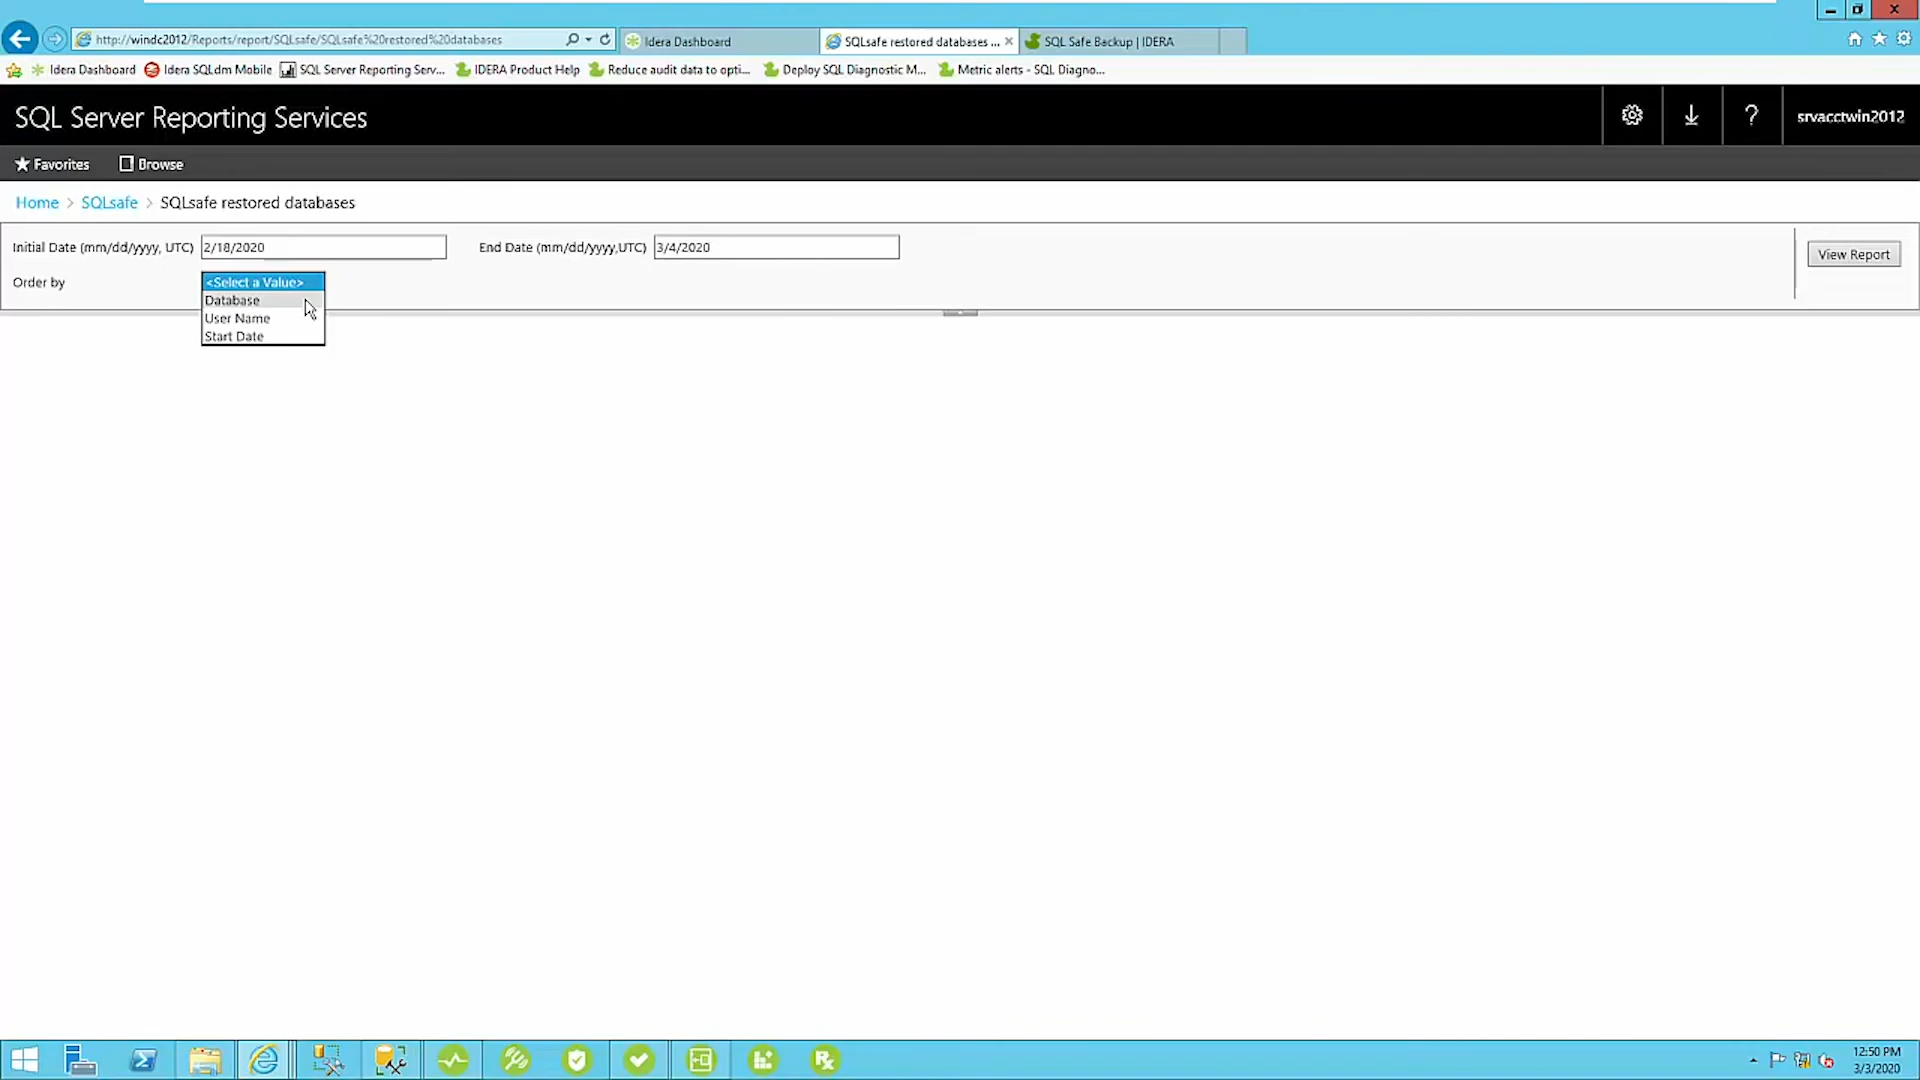 http://windc2012/Reports/report/SQLsafe/SQLsafe%20restored%20databases
Idera Dashboard
SQLsafe restored databases ...
SQL Safe Backup | IDERA
Idera Dashboard
Idera SQLdm Mobile
SQL Server Reporting Serv...
IDERA Product Help
Reduce audit data to opti...
Deploy SQL Diagnostic M...
Metric alerts - SQL Diagno...
SQL Server Reporting Services
?
srvacctwin2012
Favorites
Browse
Home > SQLsafe > SQLsafe restored databases
Initial Date (mm/dd/yyyy, UTC)
2/18/2020
End Date (mm/dd/yyyy,UTC)
3/4/2020
View Report
Order by
<Select a Value>
Database
User Name
Start Date
12:50 PM
3/3/2020